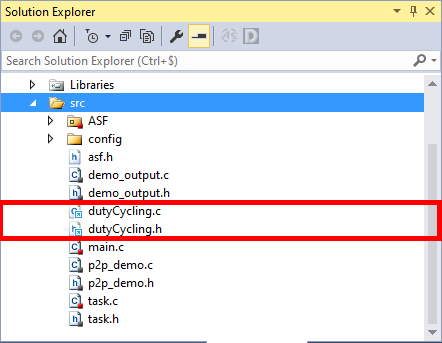 Solution Explorer
Search Solution Explorer (Ctrl+$)
Libraries
src
ASF
config
asf.h
demo_output.c
demo_output.h
dutyCycling.c
dutyCycling.h
main.c
p2p_demo.c
p2p_demo.h
task.c
task.h